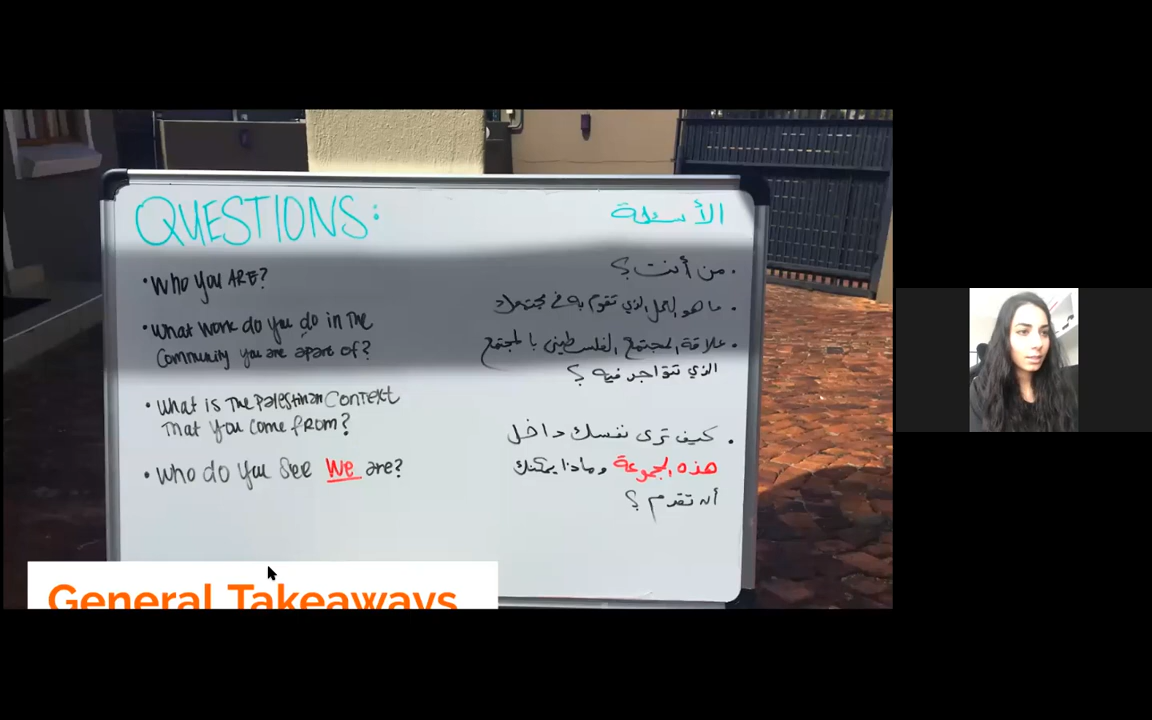 QUESTIONS:
• Who You ARE?
• What work do you do in the
community you are apart of?
• What is the Palestinian Context
That you come from?
• Who do you see We are?
الأسئلة
• من أنت؟
• ما هو العمل الذي تقوم به في مجتمعك
• علاقة المجتمع الفلسطيني بالمجتمع
الذي تتواجد فيه؟
• كيف ترى نفسك داخل
هذه المجموعة وماذا يمكنك
أن تقدم؟
General Takeaways